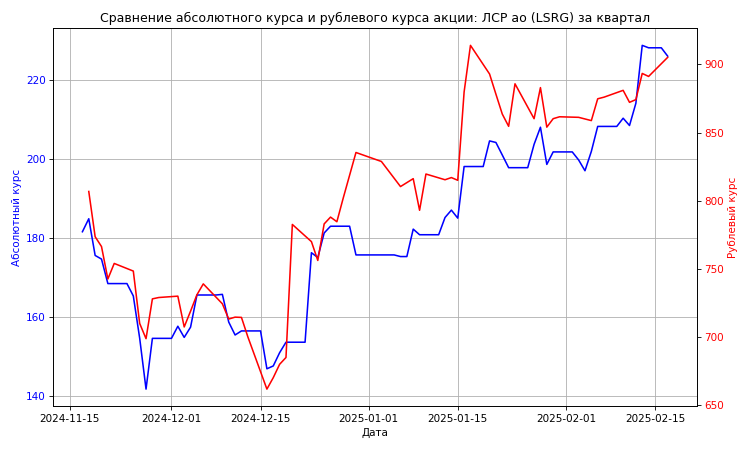 Сравнение абсолютного курса и рублевого курса акции: ЛСР ао (LSRG) за квартал
220
200
180
160
140
Абсолютный курс
900
850
800
750
700
650
Рублевый курс
2024-11-15 2024-12-01 2024-12-15 2025-01-01 2025-01-15 2025-02-01 2025-02-15
Дата